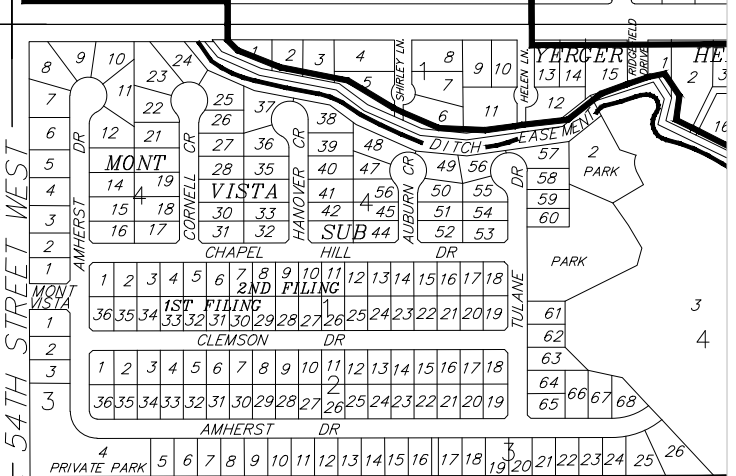 8 9 10 24 1 2 3 4 SHIRLEY LN. 1 8 9 10 HELEN LN. YERGER RIDGEFIELD DRIVE 1 HE
23 5 7 13 14 15 2 3
7 11 22 25 37 6 11 12
26 38 16
6 DR 12 21 CR 27 36 CR 39 48 DITCH EASEMENT
MONT 57 2
5 28 35 40 47 CR 49 56 DR PARK
14 19 VISTA 58
4 4 41 4 56 50 55
15 18 30 33 42 45 51 54 59
3 16 17 31 32 SUB 44 52 53 60
AMHERST CORNELL HANOVER AUBURN
2 CHAPEL HILL DR
1 PARK
1 2 3 4 5 6 7 8 9 10 11 12 13 14 15 16 17 18
2ND FILING
MONT VISTA
1ST FILING 1
36 35 34 33 32 31 30 29 28 27 26 25 24 23 22 21 20 19 TULANE 61
3
1 CLEMSON DR 62 4
2 63
1 2 3 4 5 6 7 8 9 10 11 12 13 14 15 16 17 18
3 2 64
3 36 35 34 33 32 31 30 29 28 27 26 25 24 23 22 21 20 19 65 66 67 68
54TH STREET WEST
AMHERST DR
4 3
PRIVATE PARK 5 6 7 8 9 10 11 12 13 14 15 16 17 18 19 20 21 22 23 24 25 26